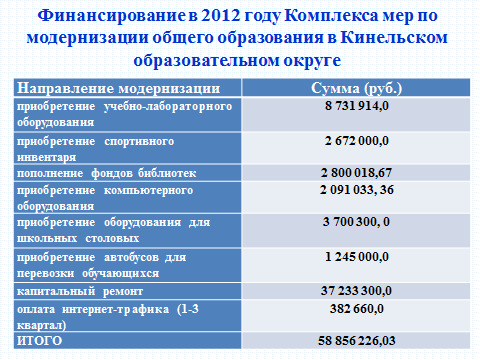 Финансирование в 2012 году Комплекса мер по
модернизации общего образования в Кинельском
образовательном округе
Направление модернизации Сумма (руб.)
приобретение учебно-лабораторного
оборудования 8 731 914,0
приобретение спортивного
инвентаря 2 672 000,0
пополнение фондов библиотек 2 800 018,67
приобретение компьютерного
оборудования 2 091 033, 36
приобретение оборудования для
школьных столовых 3 700 300, 0
приобретение автобусов для
перевозки обучающихся 1 245 000,0
капитальный ремонт 37 233 300,0
оплата интернет-трафика (1-3
квартал) 382 660,0
ИТОГО 58 856 226,03